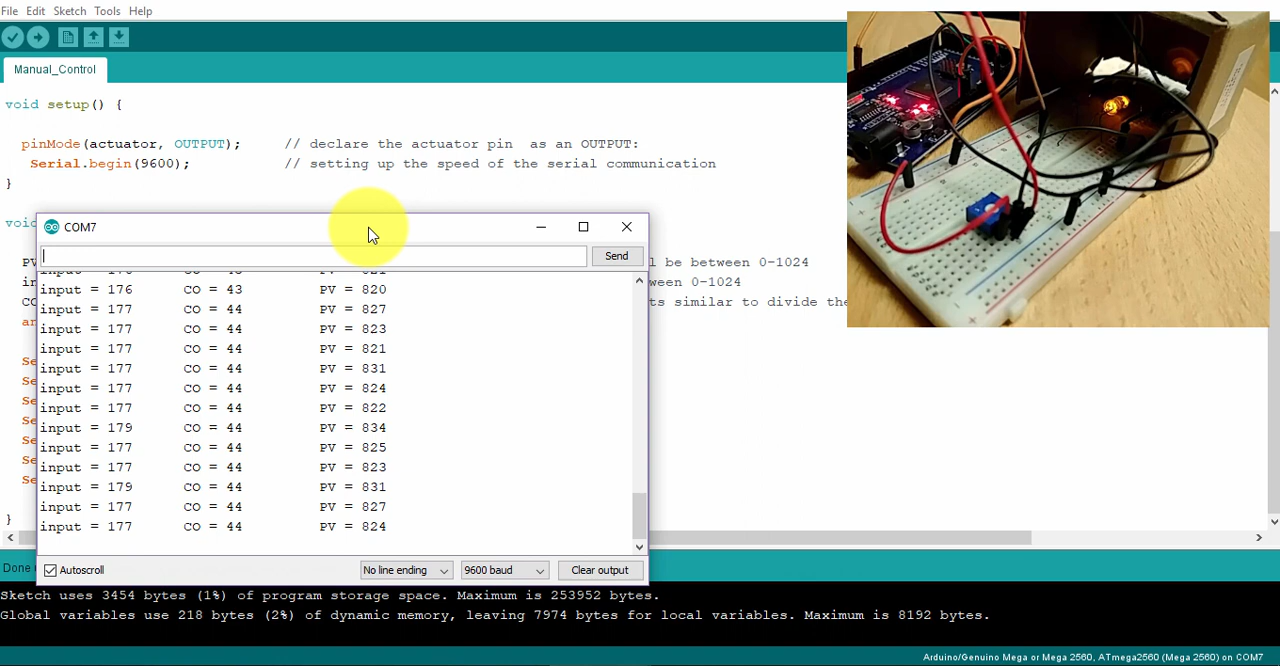 File Edit Sketch Tools Help
Manual_Control
void setup() {
pinMode(actuator, OUTPUT); // declare the actuator pin as an OUTPUT:
Serial.begin(9600); // setting up the speed of the serial communication
}
COM7
Send
input = 176 CO = 43 PV = 820
input = 177 CO = 44 PV = 827
input = 177 CO = 44 PV = 823
input = 177 CO = 44 PV = 821
input = 177 CO = 44 PV = 831
input = 177 CO = 44 PV = 824
input = 177 CO = 44 PV = 822
input = 179 CO = 44 PV = 834
input = 177 CO = 44 PV = 825
input = 177 CO = 44 PV = 823
input = 179 CO = 44 PV = 831
input = 177 CO = 44 PV = 827
input = 177 CO = 44 PV = 824
Autoscroll No line ending 9600 baud Clear output
be between 0-1024
between 0-1024
similar to divide the
}
Done
Sketch uses 3454 bytes (1%) of program storage space. Maximum is 253952 bytes.
Global variables use 218 bytes (2%) of dynamic memory, leaving 7974 bytes for local variables. Maximum is 8192 bytes.
Arduino/Genuino Mega or Mega 2560, ATmega2560 (Mega 2560) on COM7